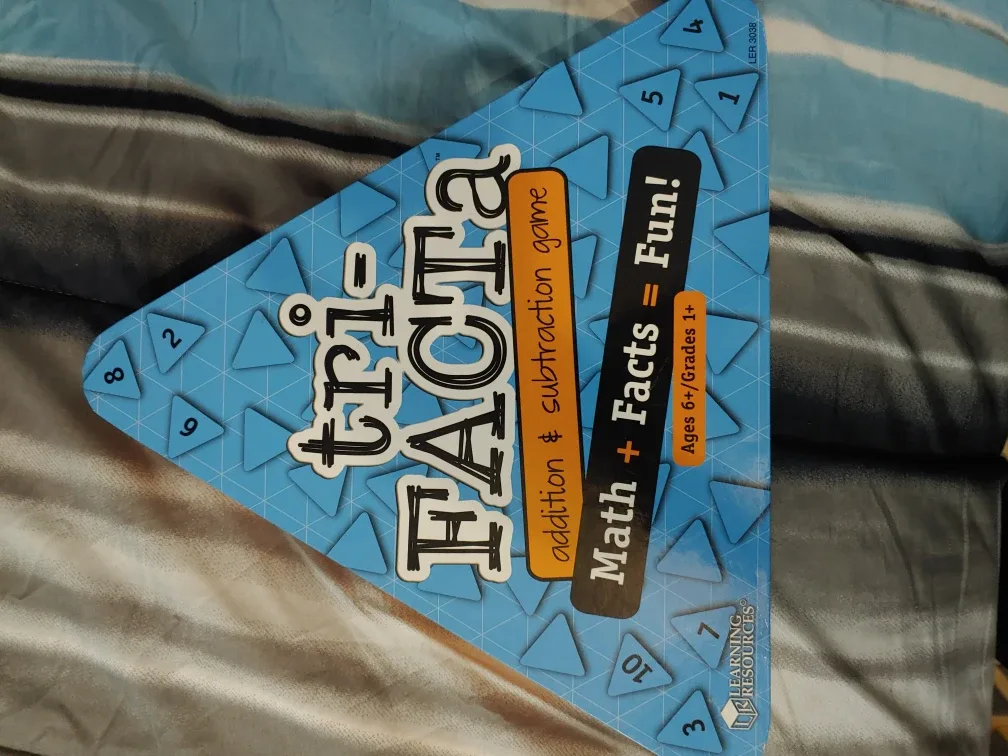 8
6 2
tri-
FACTa™
addition & subtraction game
Math + Facts = Fun!
Ages 6+/Grades 1+
10 5
3 7 1 4
LEARNING
RESOURCES®
LER 3038